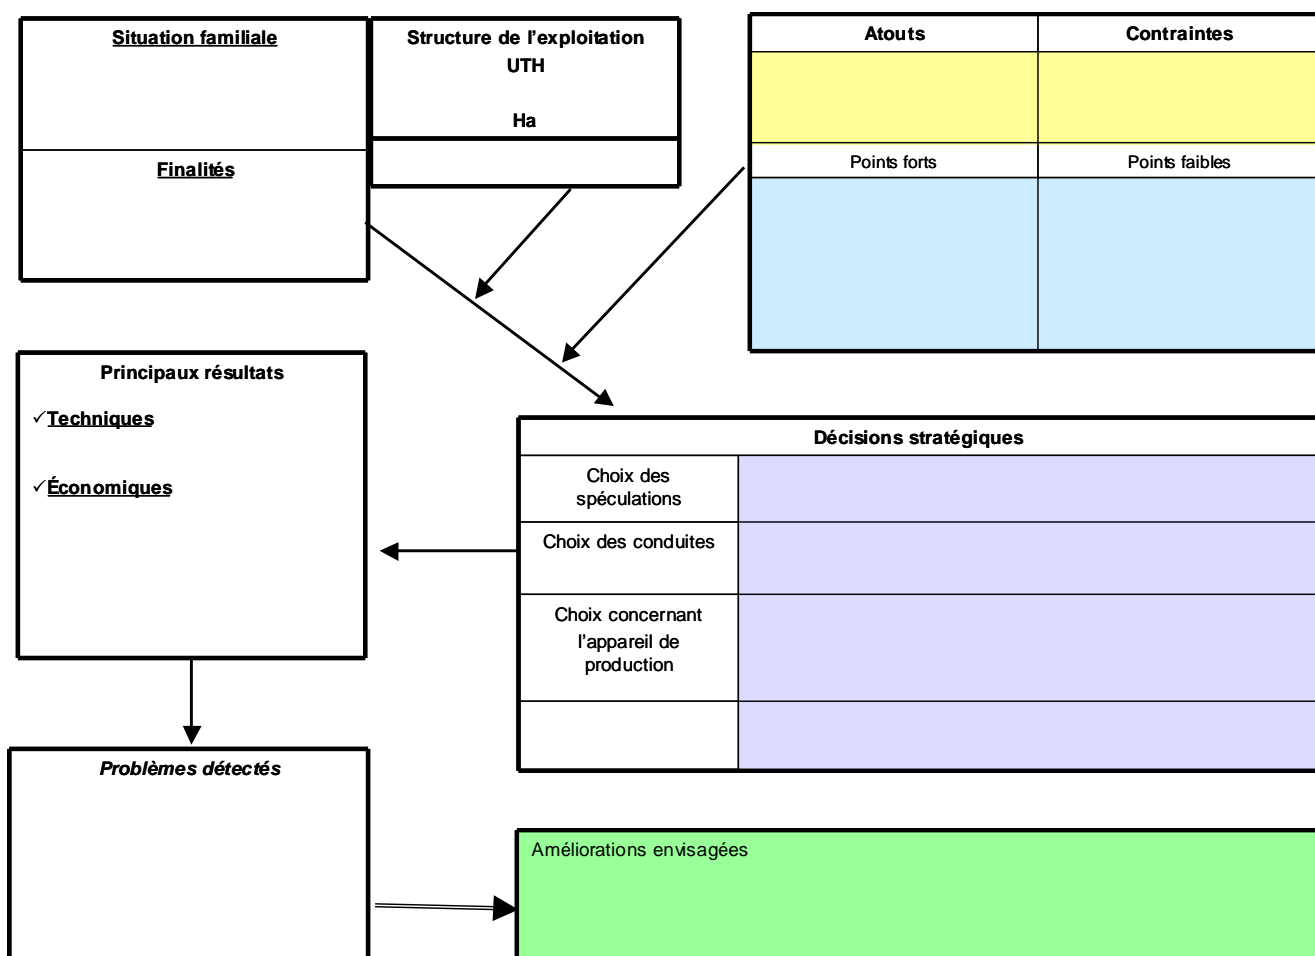 Situation familiale
Finalités
Structure de l'exploitation
UTH
Ha
Atouts
Contraintes
Points forts
Points faibles
Principaux résultats
✓Techniques
✓Économiques
Décisions stratégiques
Choix des
spéculations
Choix des conduites
Choix concernant
l'appareil de
production
Problèmes détectés
Améliorations envisagées